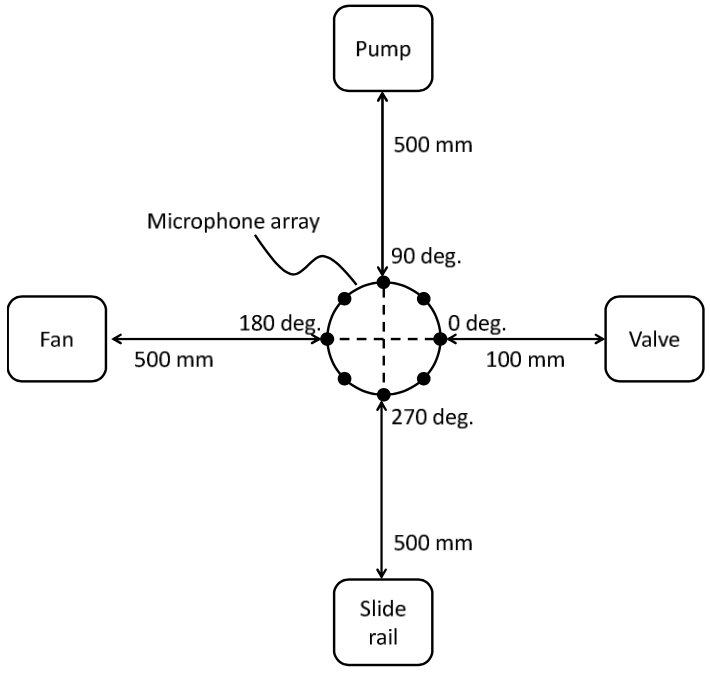 Pump
500 mm
Microphone array
90 deg.
180 deg.
0 deg.
Fan
Valve
500 mm
100 mm
270 deg.
500 mm
Slide
rail